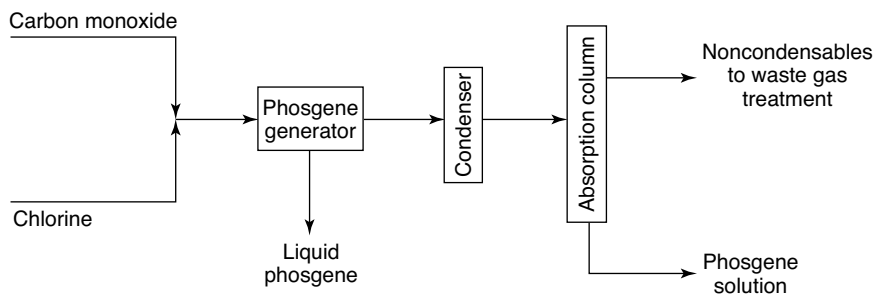 Carbon monoxide
Chlorine
Phosgene
generator
Liquid
phosgene
Condenser
Absorption column
Noncondensables
to waste gas
treatment
Phosgene
solution